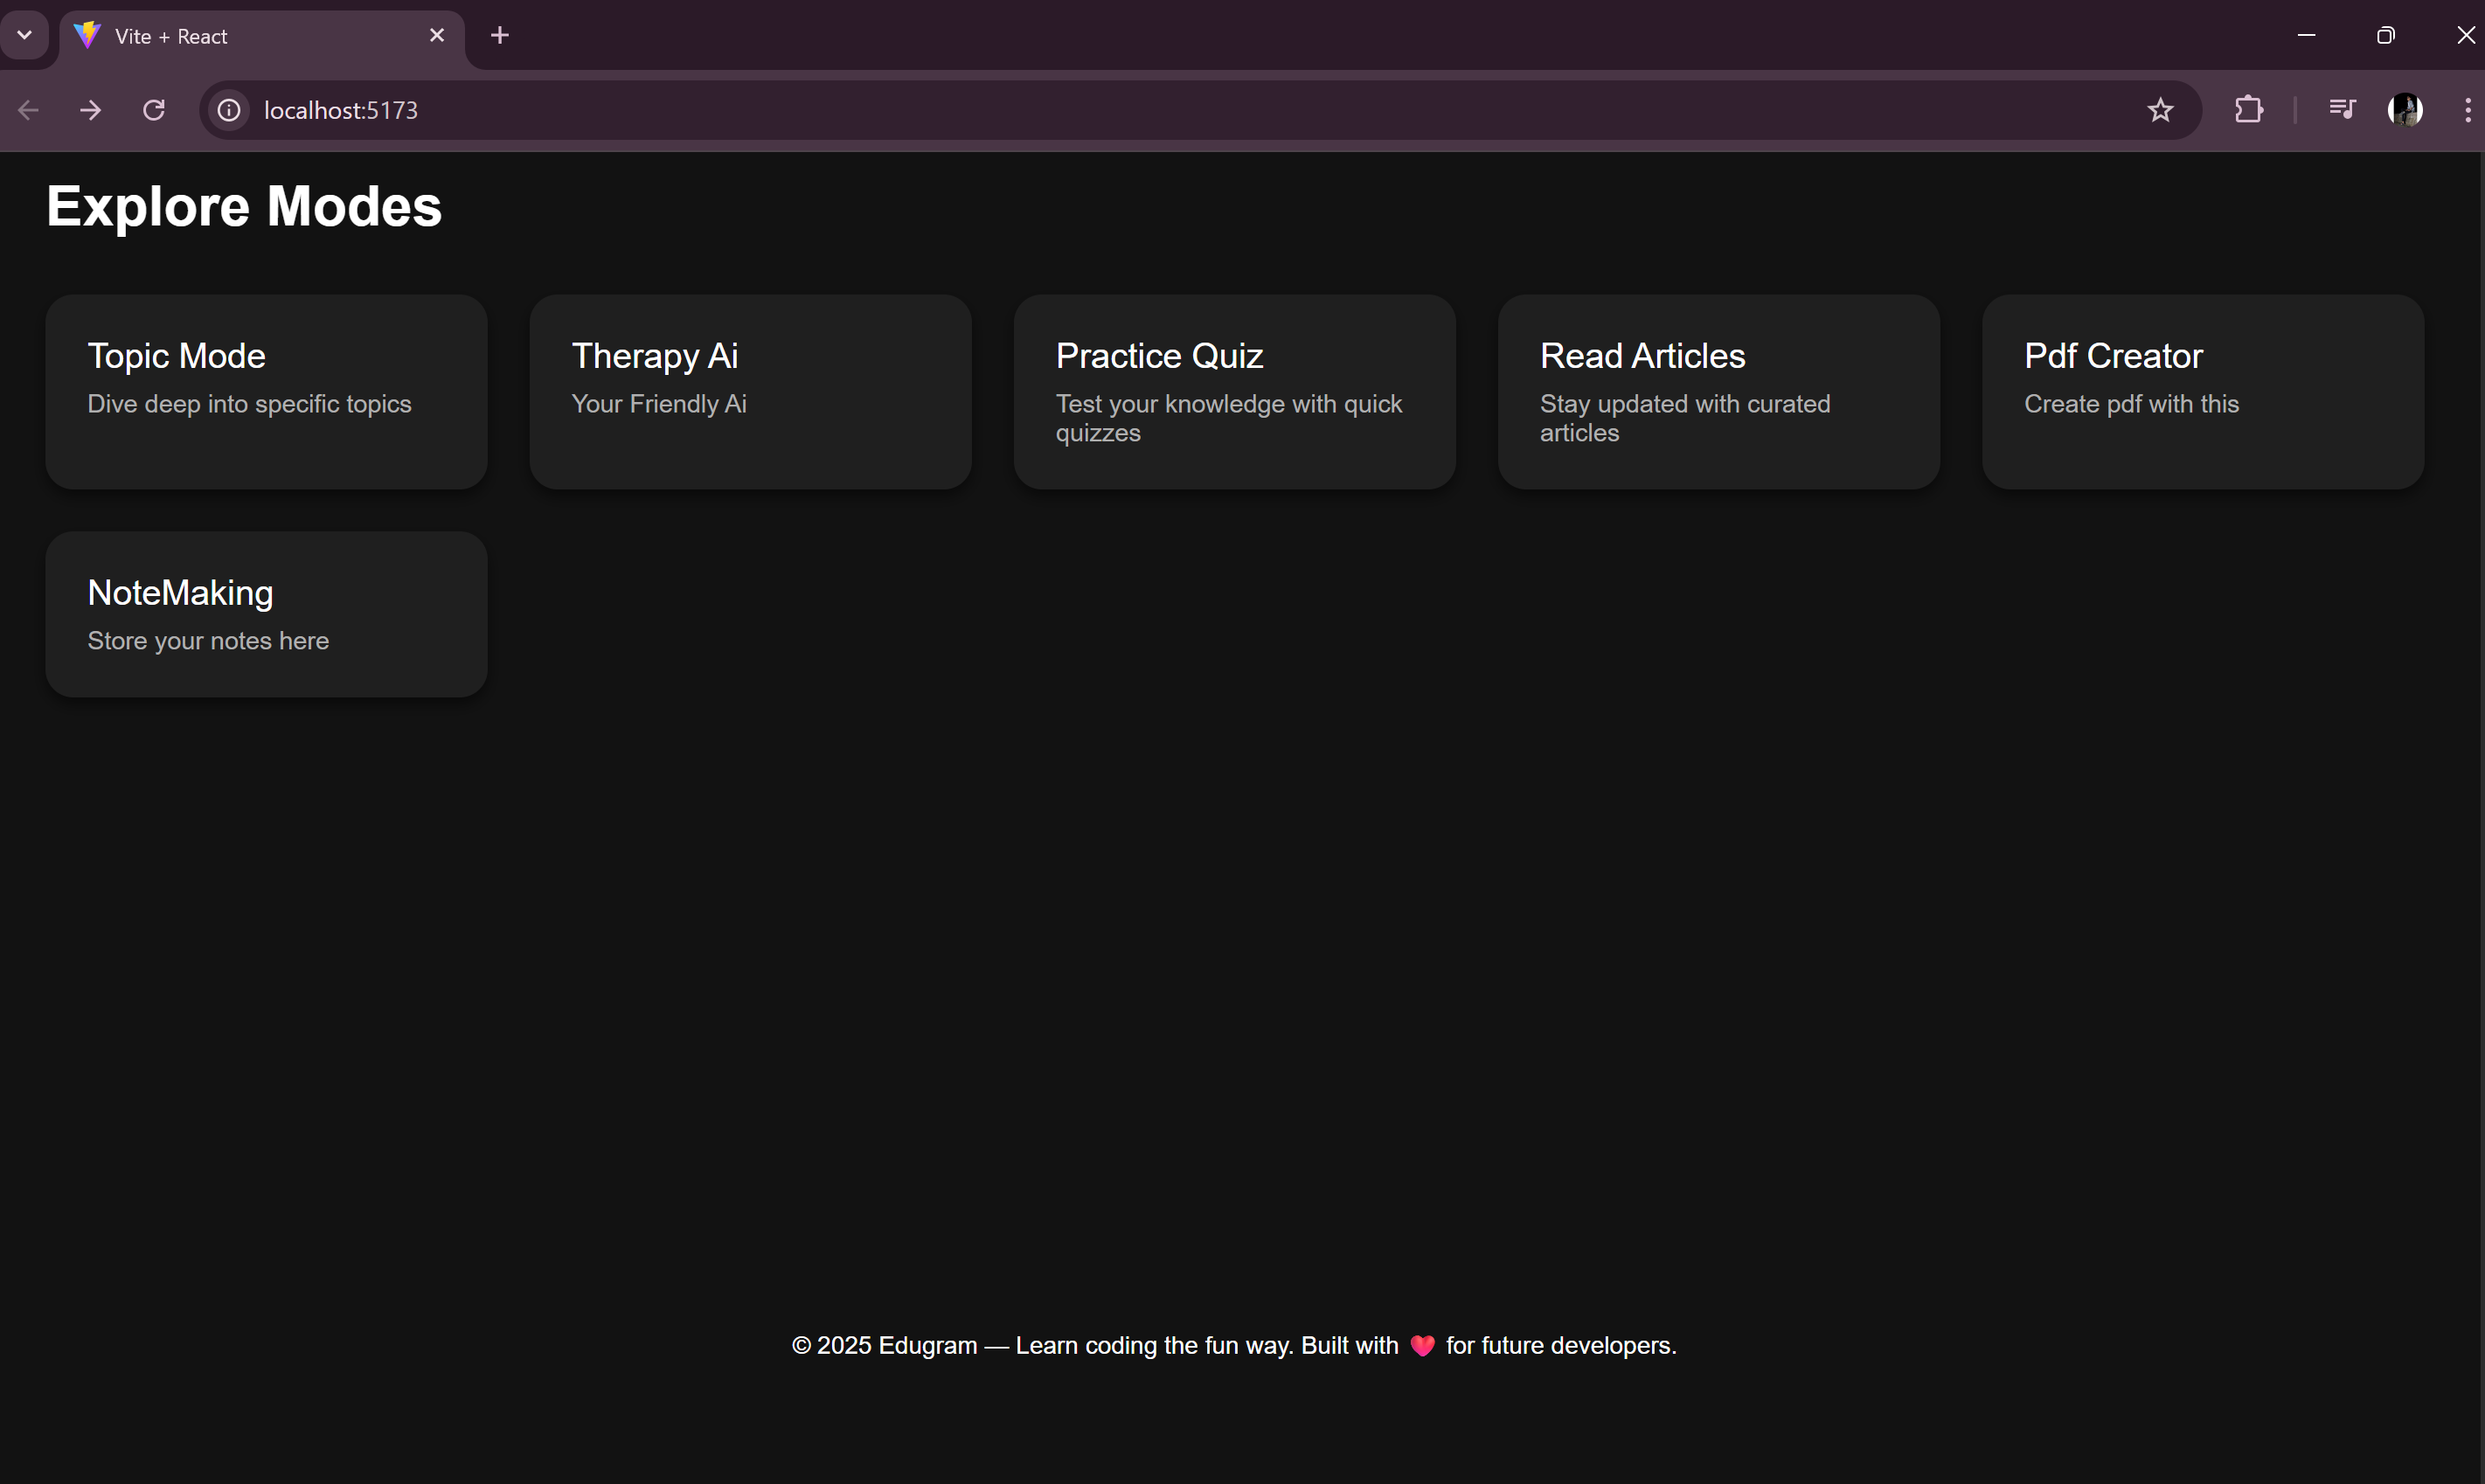 Vite + React
localhost:5173
Explore Modes
Topic Mode
Dive deep into specific topics
Therapy Ai
Your Friendly Ai
Practice Quiz
Test your knowledge with quick
quizzes
Read Articles
Stay updated with curated
articles
Pdf Creator
Create pdf with this
NoteMaking
Store your notes here
© 2025 Edugram — Learn coding the fun way. Built with ❤️ for future developers.